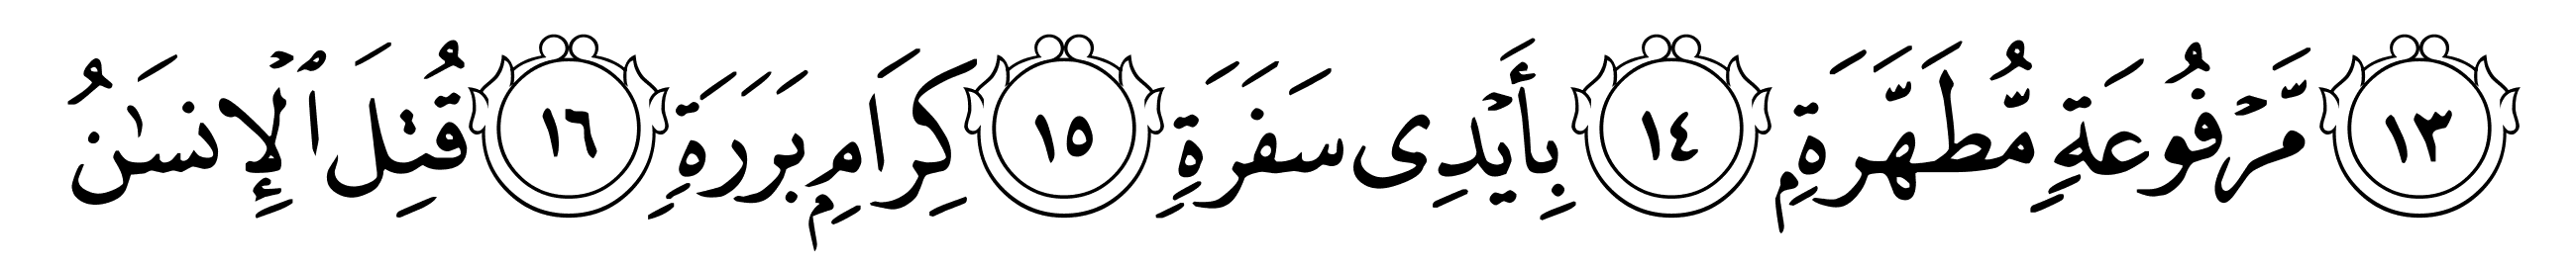 ١٣ مَّرۡفُوعَةٖ مُّطَهَّرَةِۭ ١٤ بِأَيۡدِي سَفَرَةٖ ١٥ كِرَامِۭ بَرَرَةٖ ١٦ قُتِلَ ٱلۡإِنسَٰنُ